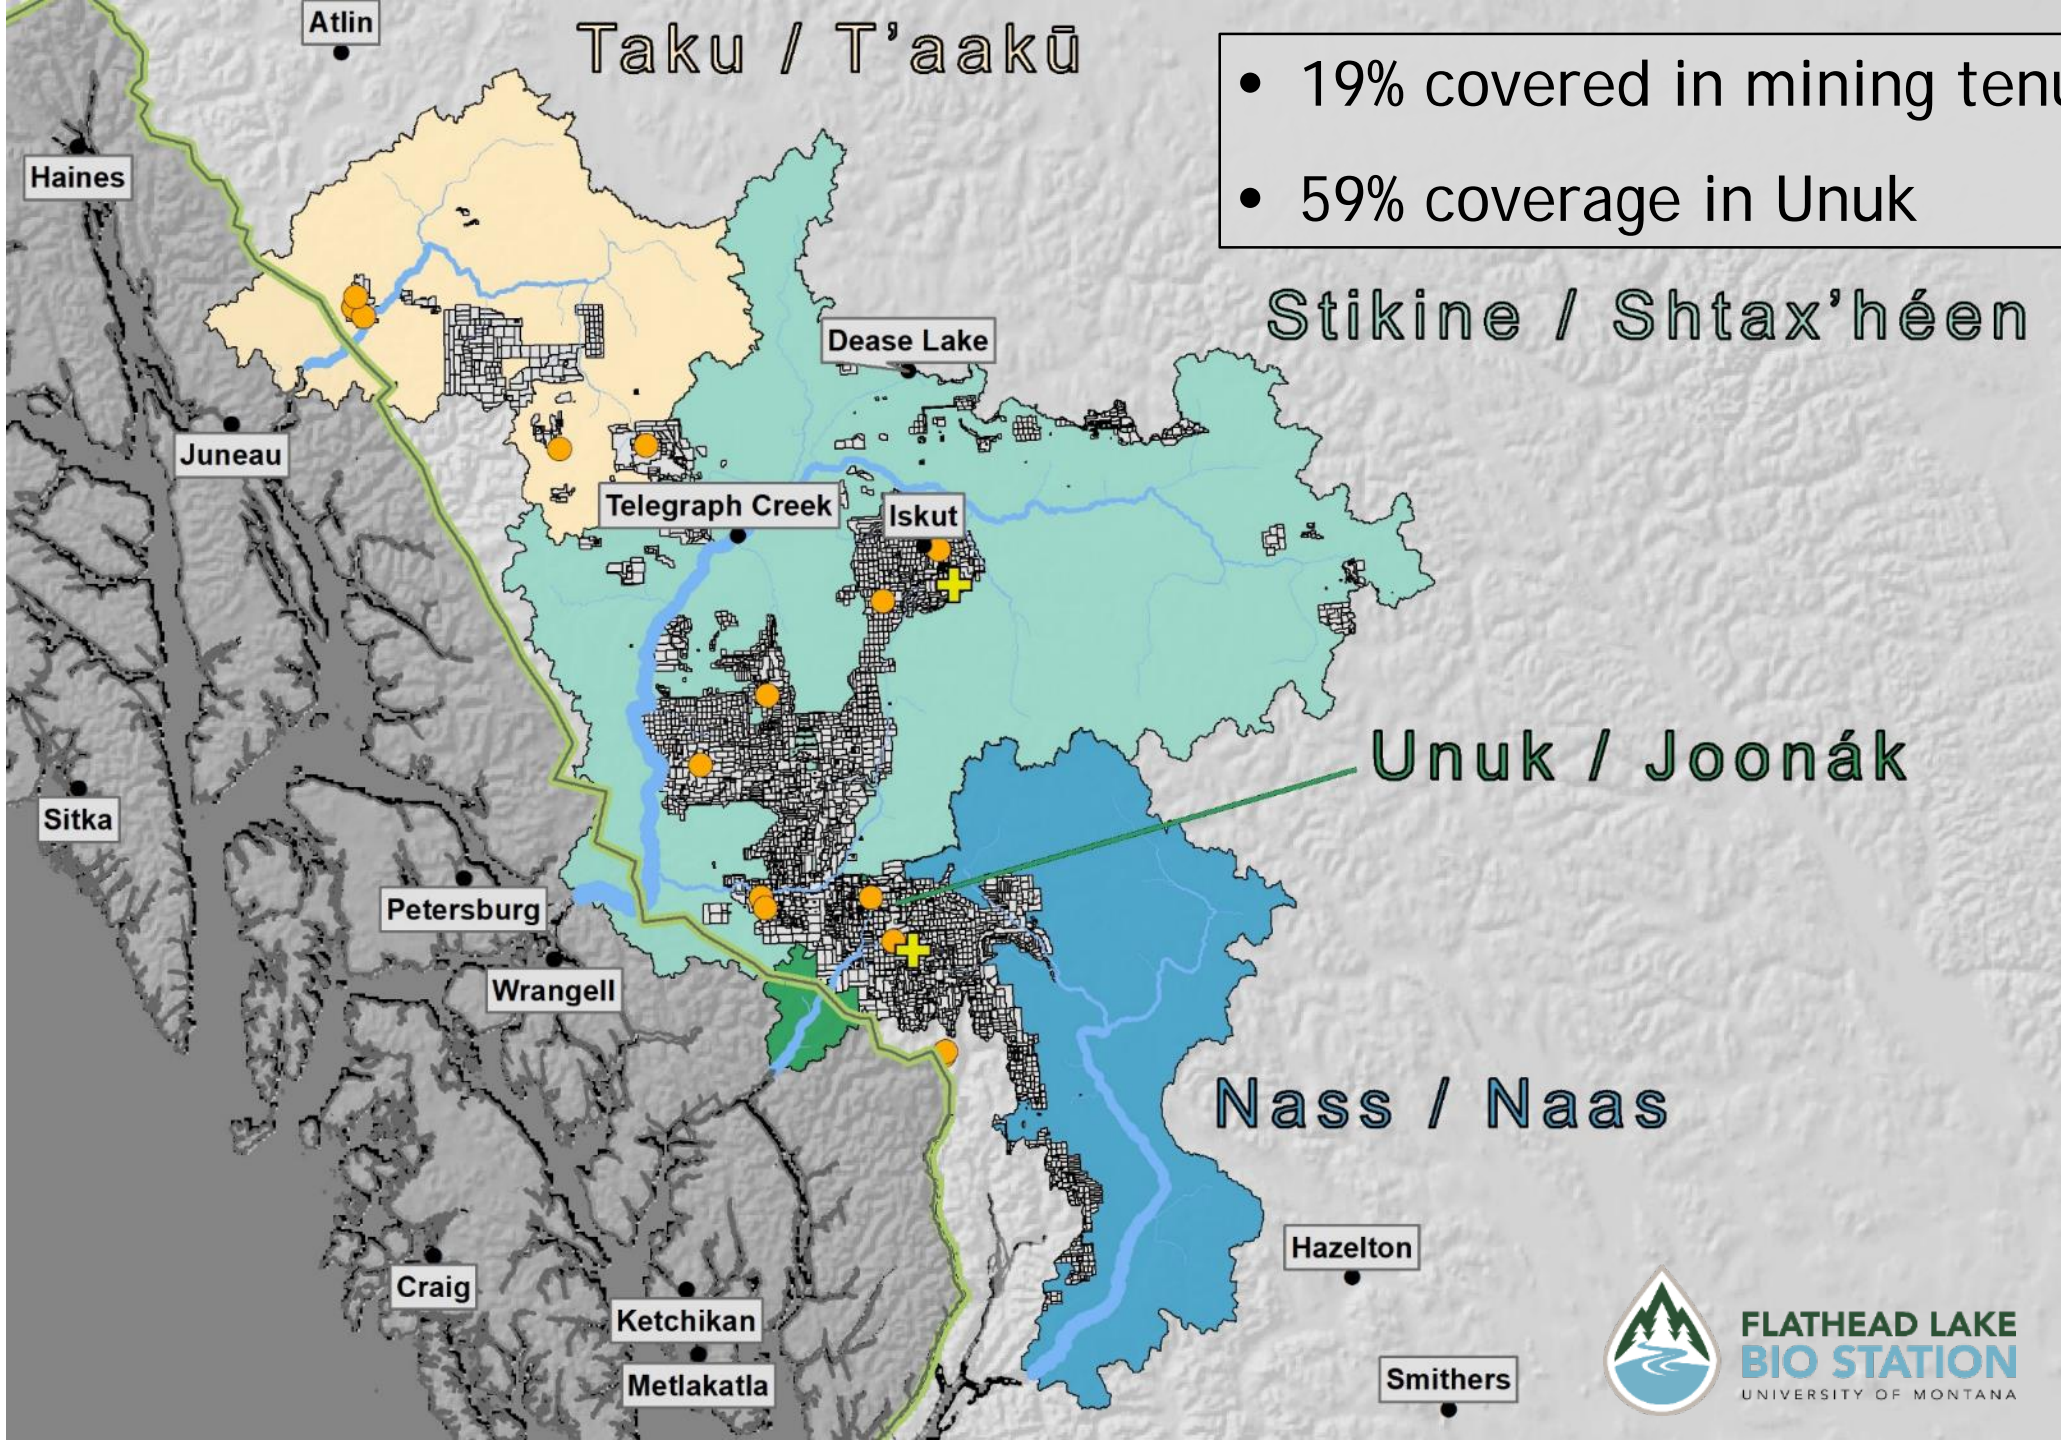 Atlin
Taku / T’aakū
• 19% covered in mining tenu
• 59% coverage in Unuk
Haines
Stikine / Shtax’héen
Dease Lake
Juneau
Telegraph Creek
Iskut
Unuk / Joonák
Sitka
Petersburg
Wrangell
Nass / Naas
Hazelton
Craig
Ketchikan
Metlakatla
Smithers
FLATHEAD LAKE
BIO STATION
UNIVERSITY OF MONTANA